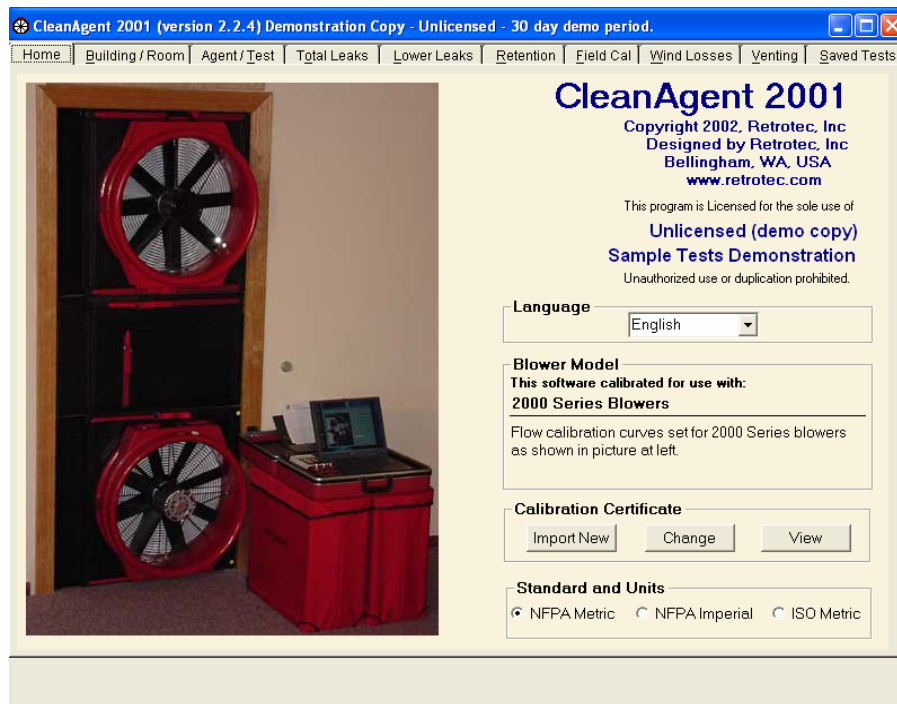 CleanAgent 2001 (version 2.2.4) Demonstration Copy - Unlicensed - 30 day demo period.
Home Building / Room Agent / Test Total Leaks Lower Leaks Retention Field Cal Wind Losses Venting Saved Tests
CleanAgent 2001
Copyright 2002, Retrotec, Inc
Designed by Retrotec, Inc
Bellingham, WA, USA
www.retrotec.com
This program is Licensed for the sole use of
Unlicensed (demo copy)
Sample Tests Demonstration
Unauthorized use or duplication prohibited.
Language
English
Blower Model
This software calibrated for use with:
2000 Series Blowers
Flow calibration curves set for 2000 Series blowers
as shown in picture at left.
Calibration Certificate
Import New Change View
Standard and Units
NFPA Metric NFPA Imperial ISO Metric